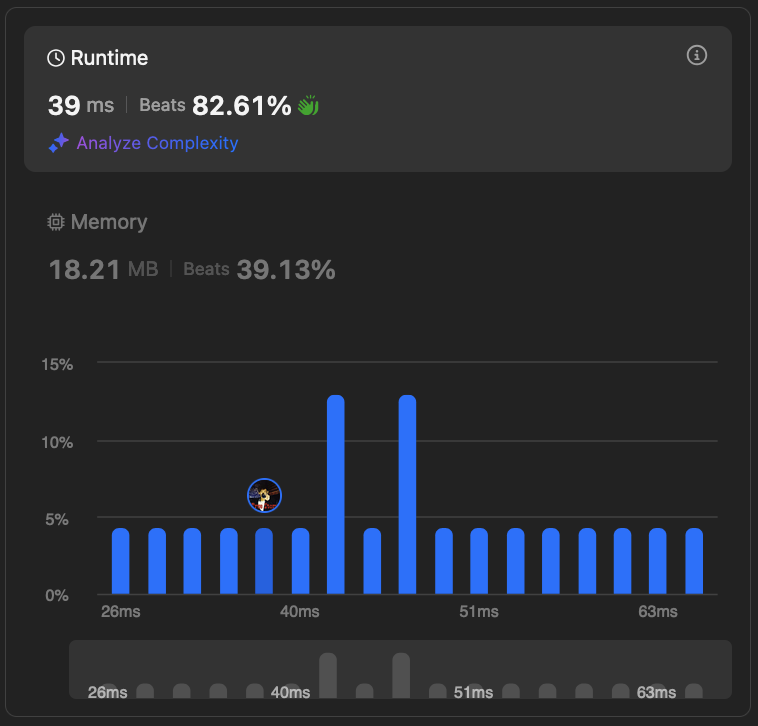 Runtime
39 ms | Beats 82.61%
Analyze Complexity
Memory
18.21 MB | Beats 39.13%
15%
10%
5%
0%
26ms 40ms 51ms 63ms
26ms 40ms 51ms 63ms